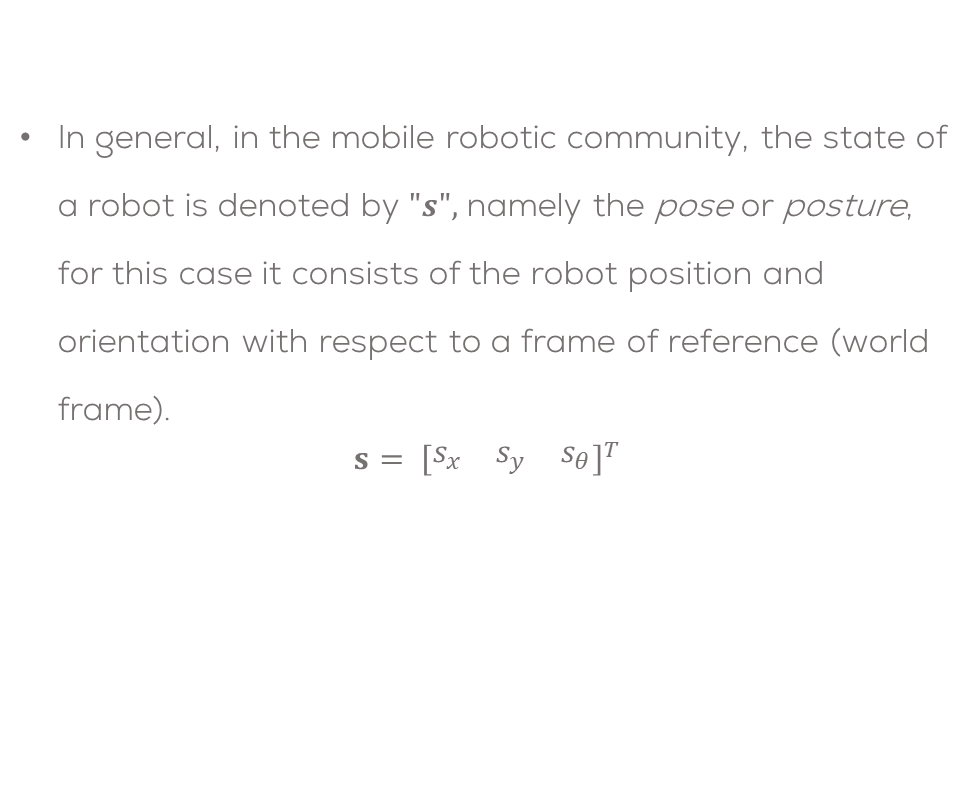 • In general, in the mobile robotic community, the state of
a robot is denoted by "s", namely the pose or posture,
for this case it consists of the robot position and
orientation with respect to a frame of reference (world
frame).
s = [sₓ s_y s_θ]ᵀ